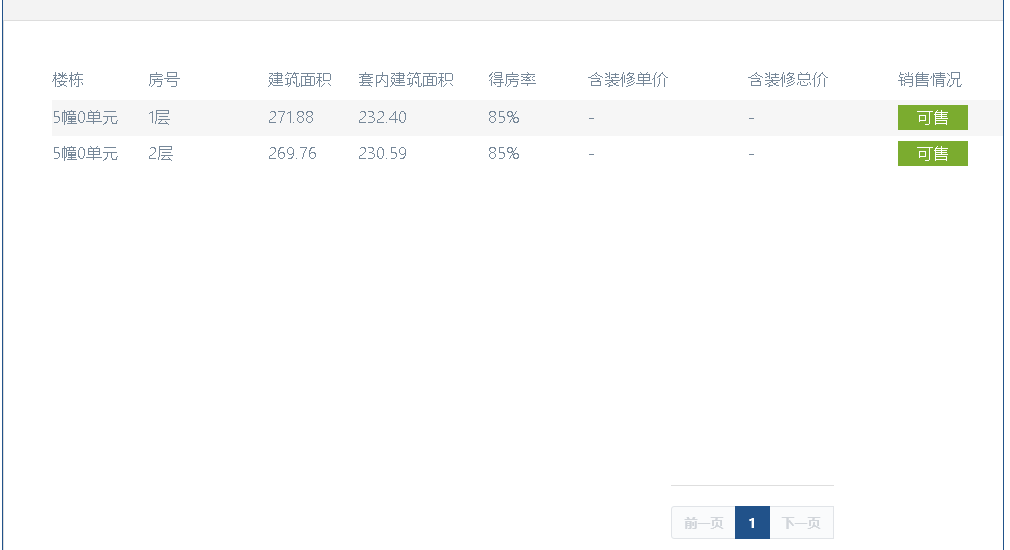 楼栋 房号 建筑面积 套内建筑面积 得房率 含装修单价 含装修总价 销售情况
5幢0单元 1层 271.88 232.40 85% - - 可售
5幢0单元 2层 269.76 230.59 85% - - 可售
前一页 1 下一页